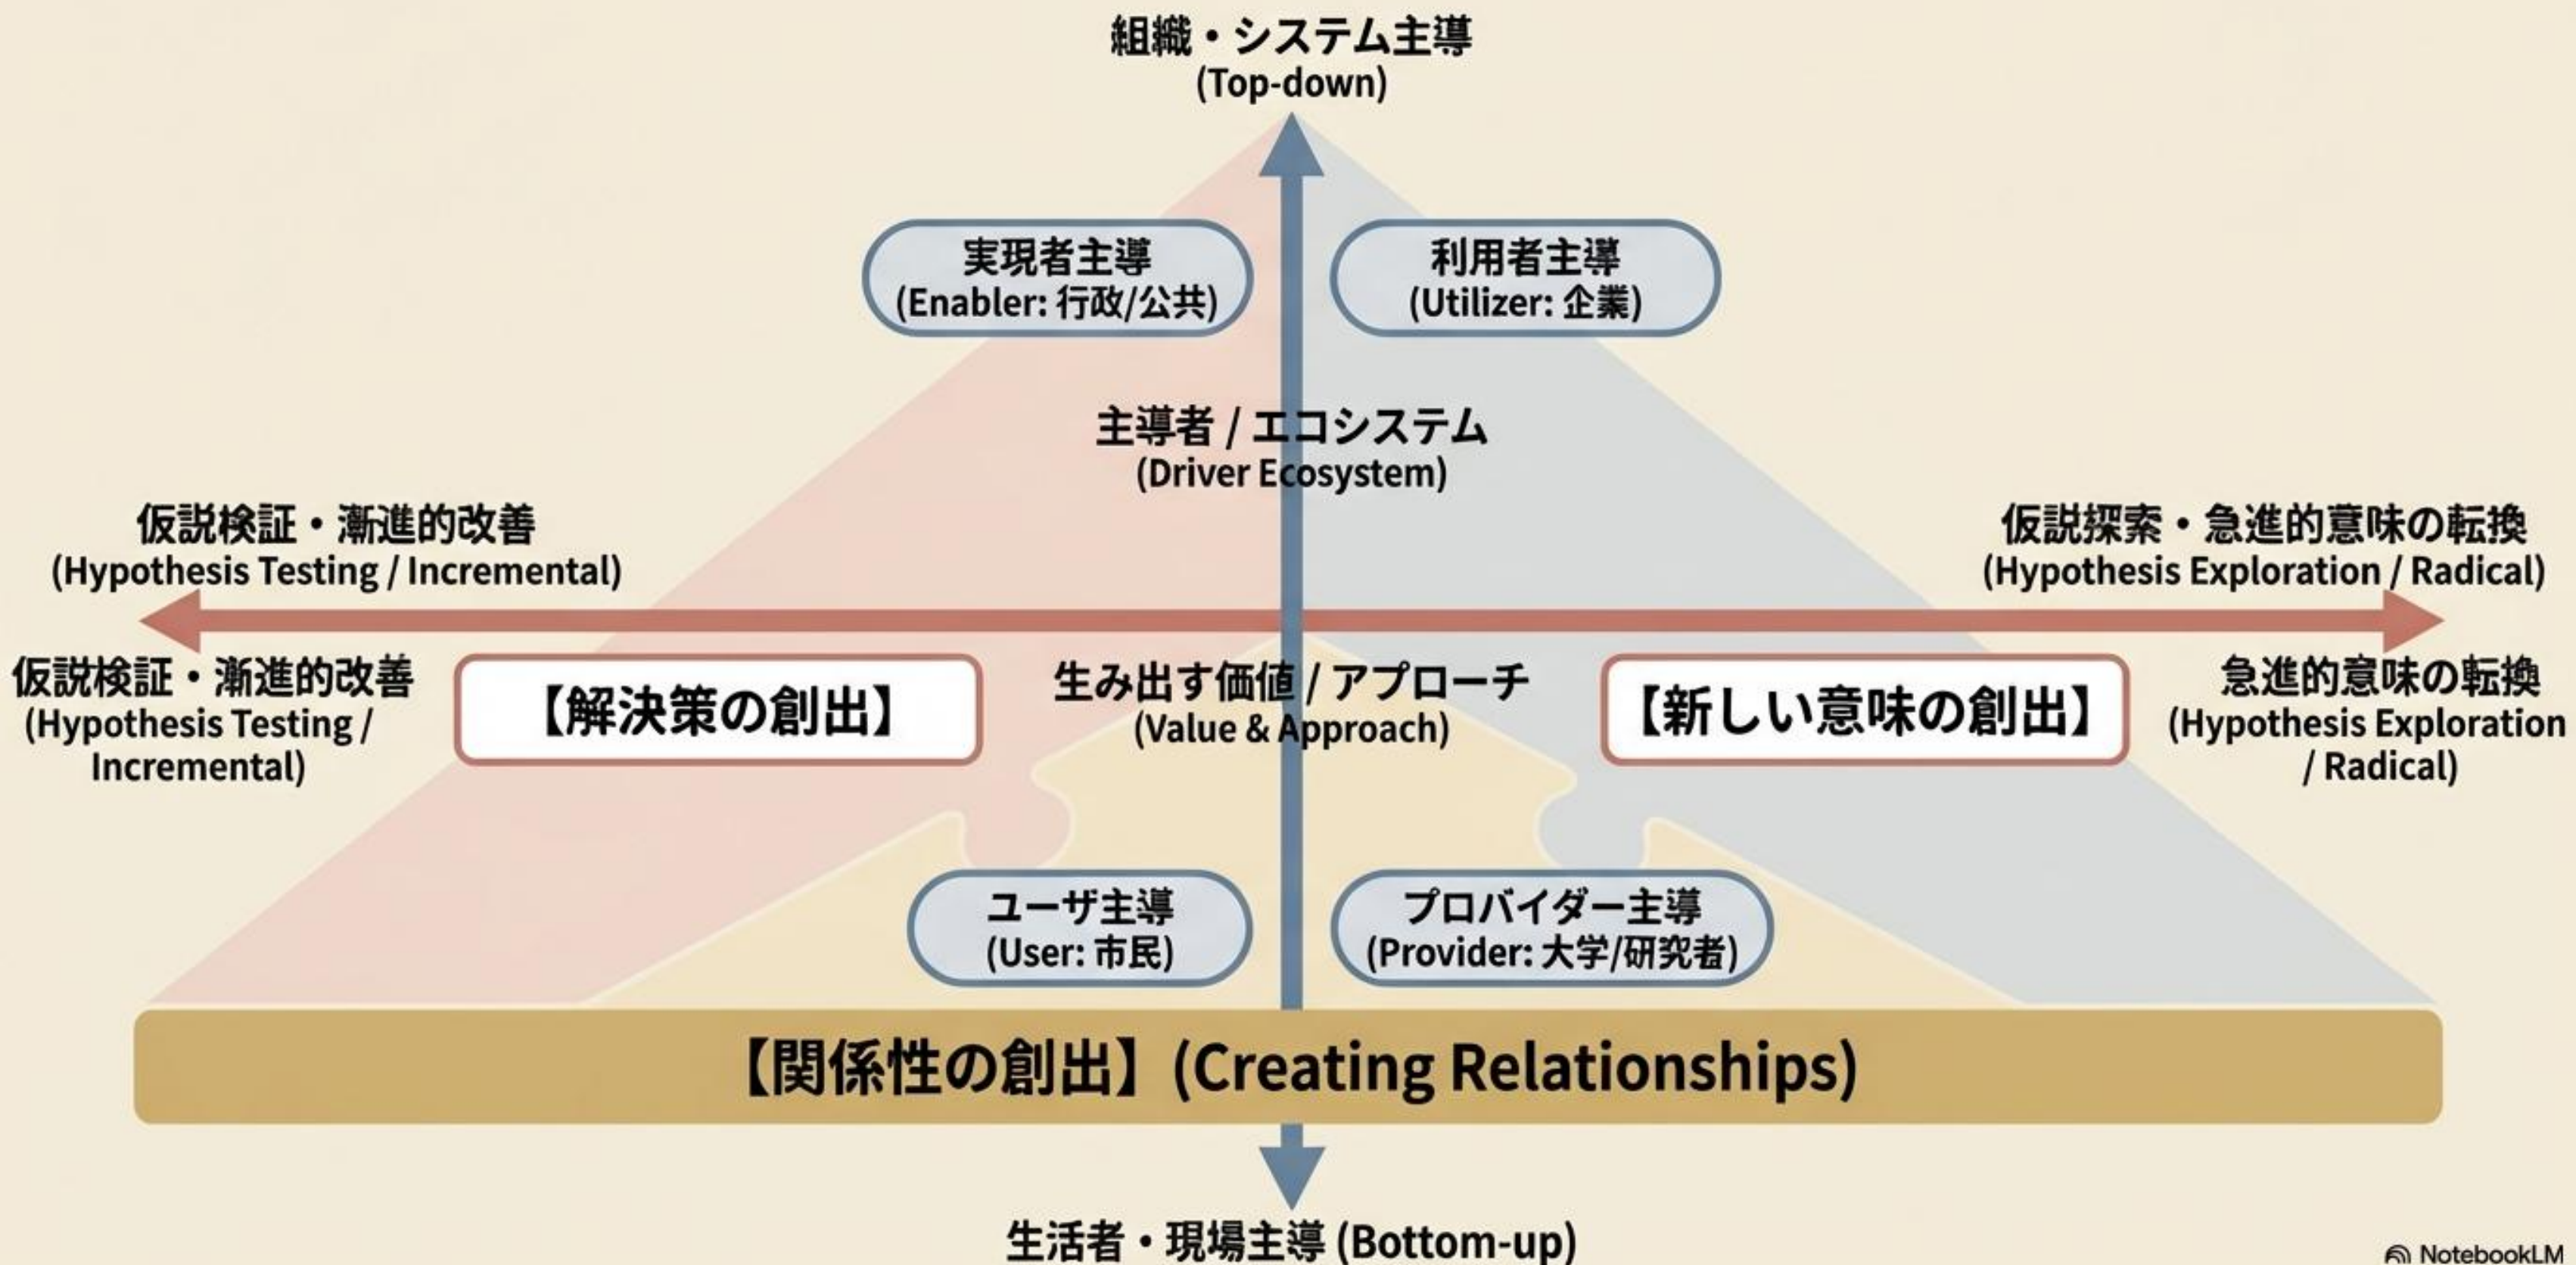 組織・システム主導
(Top-down)
実現者主導
(Enabler: 行政/公共)
利用者主導
(Utilizer: 企業)
主導者 / エコシステム
(Driver Ecosystem)
仮説検証・漸進的改善
(Hypothesis Testing / Incremental)
仮説探索・急進的意味の転換
(Hypothesis Exploration / Radical)
仮説検証・漸進的改善
(Hypothesis Testing /
Incremental)
【解決策の創出】
生み出す価値 / アプローチ
(Value & Approach)
【新しい意味の創出】
急進的意味の転換
(Hypothesis Exploration
/ Radical)
ユーザ主導
(User: 市民)
プロバイダー主導
(Provider: 大学/研究者)
【関係性の創出】(Creating Relationships)
生活者・現場主導 (Bottom-up)
NotebookLM